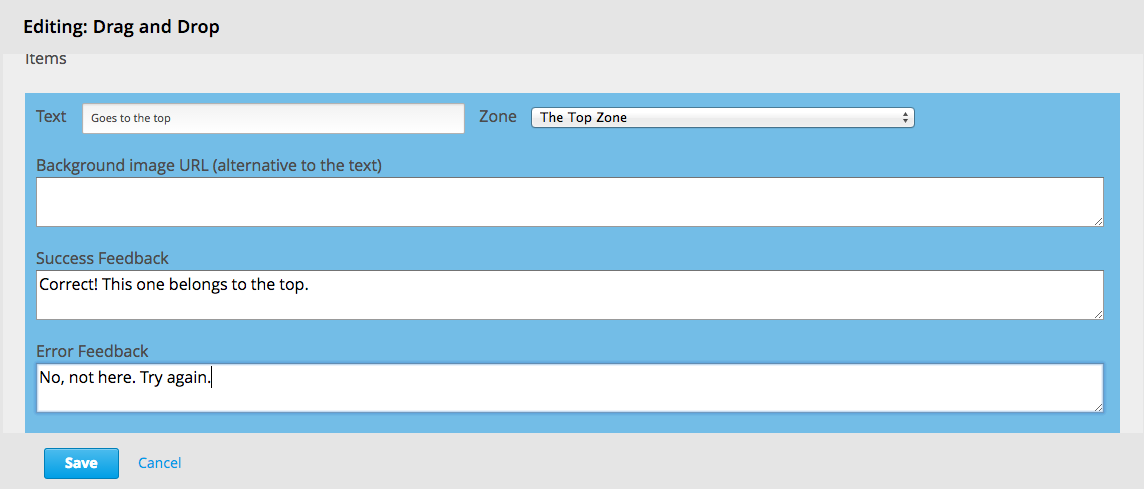 Editing: Drag and Drop
Items
Text Goes to the top Zone The Top Zone
Background image URL (alternative to the text)
Success Feedback
Correct! This one belongs to the top.
Error Feedback
No, not here. Try again.
Save Cancel